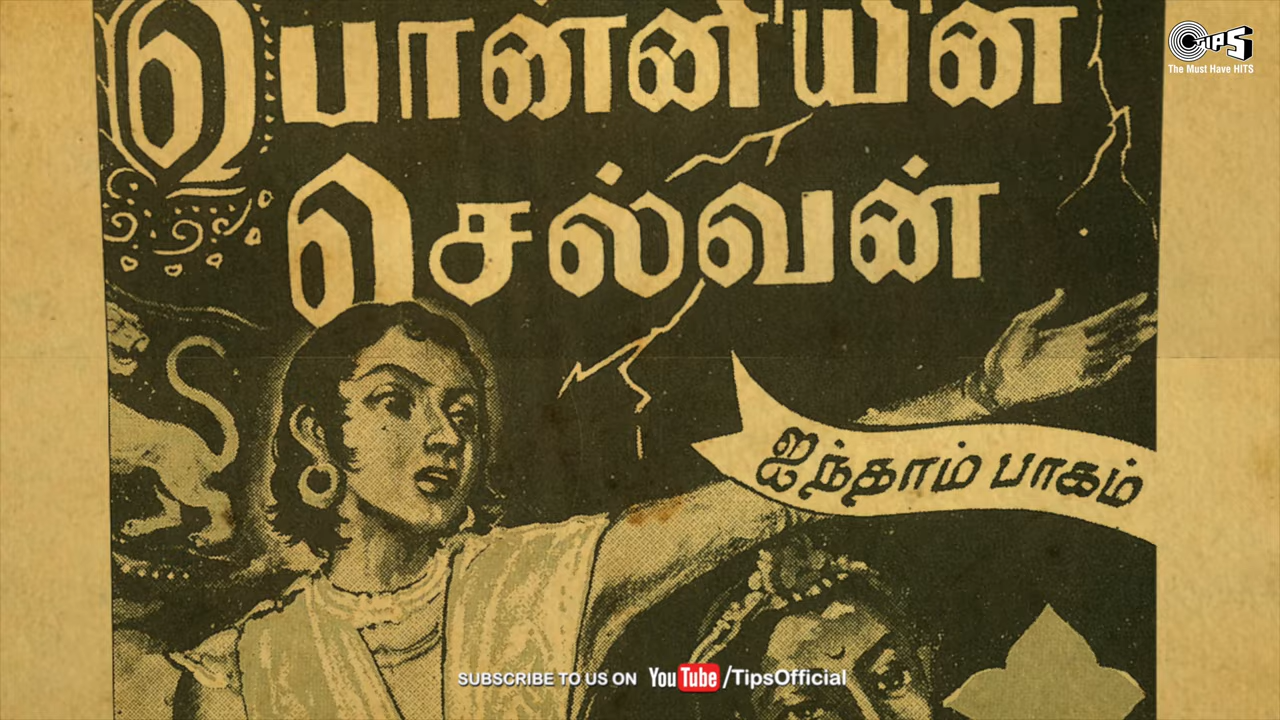 பொன்னியின்
செல்வன்
ஐந்தாம் பாகம்
TIPS
The Must Have HITS
SUBSCRIBE TO US ON YouTube/TipsOfficial